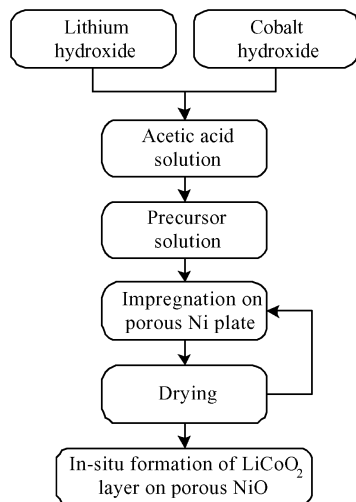 Lithium
hydroxide
Cobalt
hydroxide
Acetic acid
solution
Precursor
solution
Impregnation on
porous Ni plate
Drying
In-situ formation of LiCoO₂
layer on porous NiO